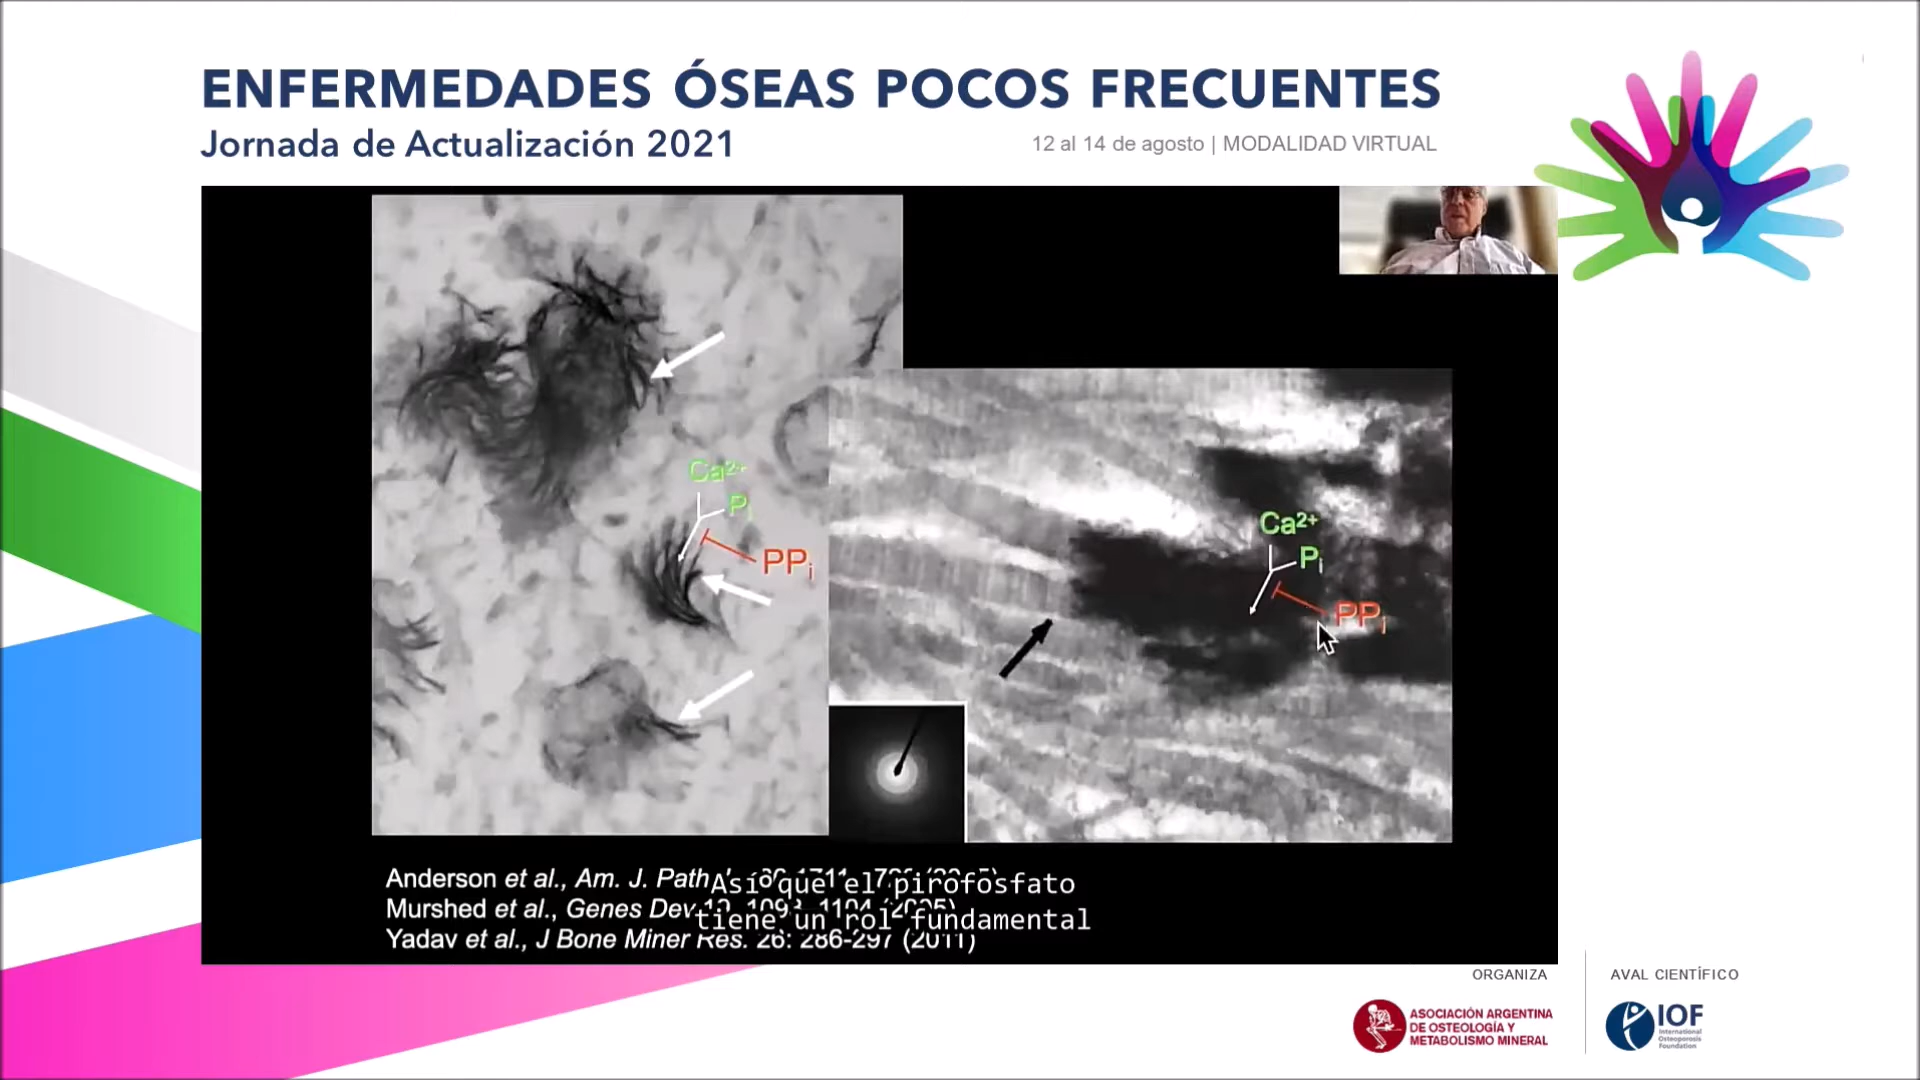 ENFERMEDADES ÓSEAS POCOS FRECUENTES
Jornada de Actualización 2021
12 al 14 de agosto | MODALIDAD VIRTUAL
Ca²⁺
Pᵢ
PPᵢ
Ca²⁺
Pᵢ
PPᵢ
Anderson et al., Am. J. Path
Murshed et al., Genes Dev
Yadav et al., J Bone Miner Res. 26: 286-297 (2011)
Así que el pirofosfato
tiene un rol fundamental
ORGANIZA
AVAL CIENTÍFICO
ASOCIACIÓN ARGENTINA
DE OSTEOLOGÍA Y
METABOLISMO MINERAL
IOF
International
Osteoporosis
Foundation